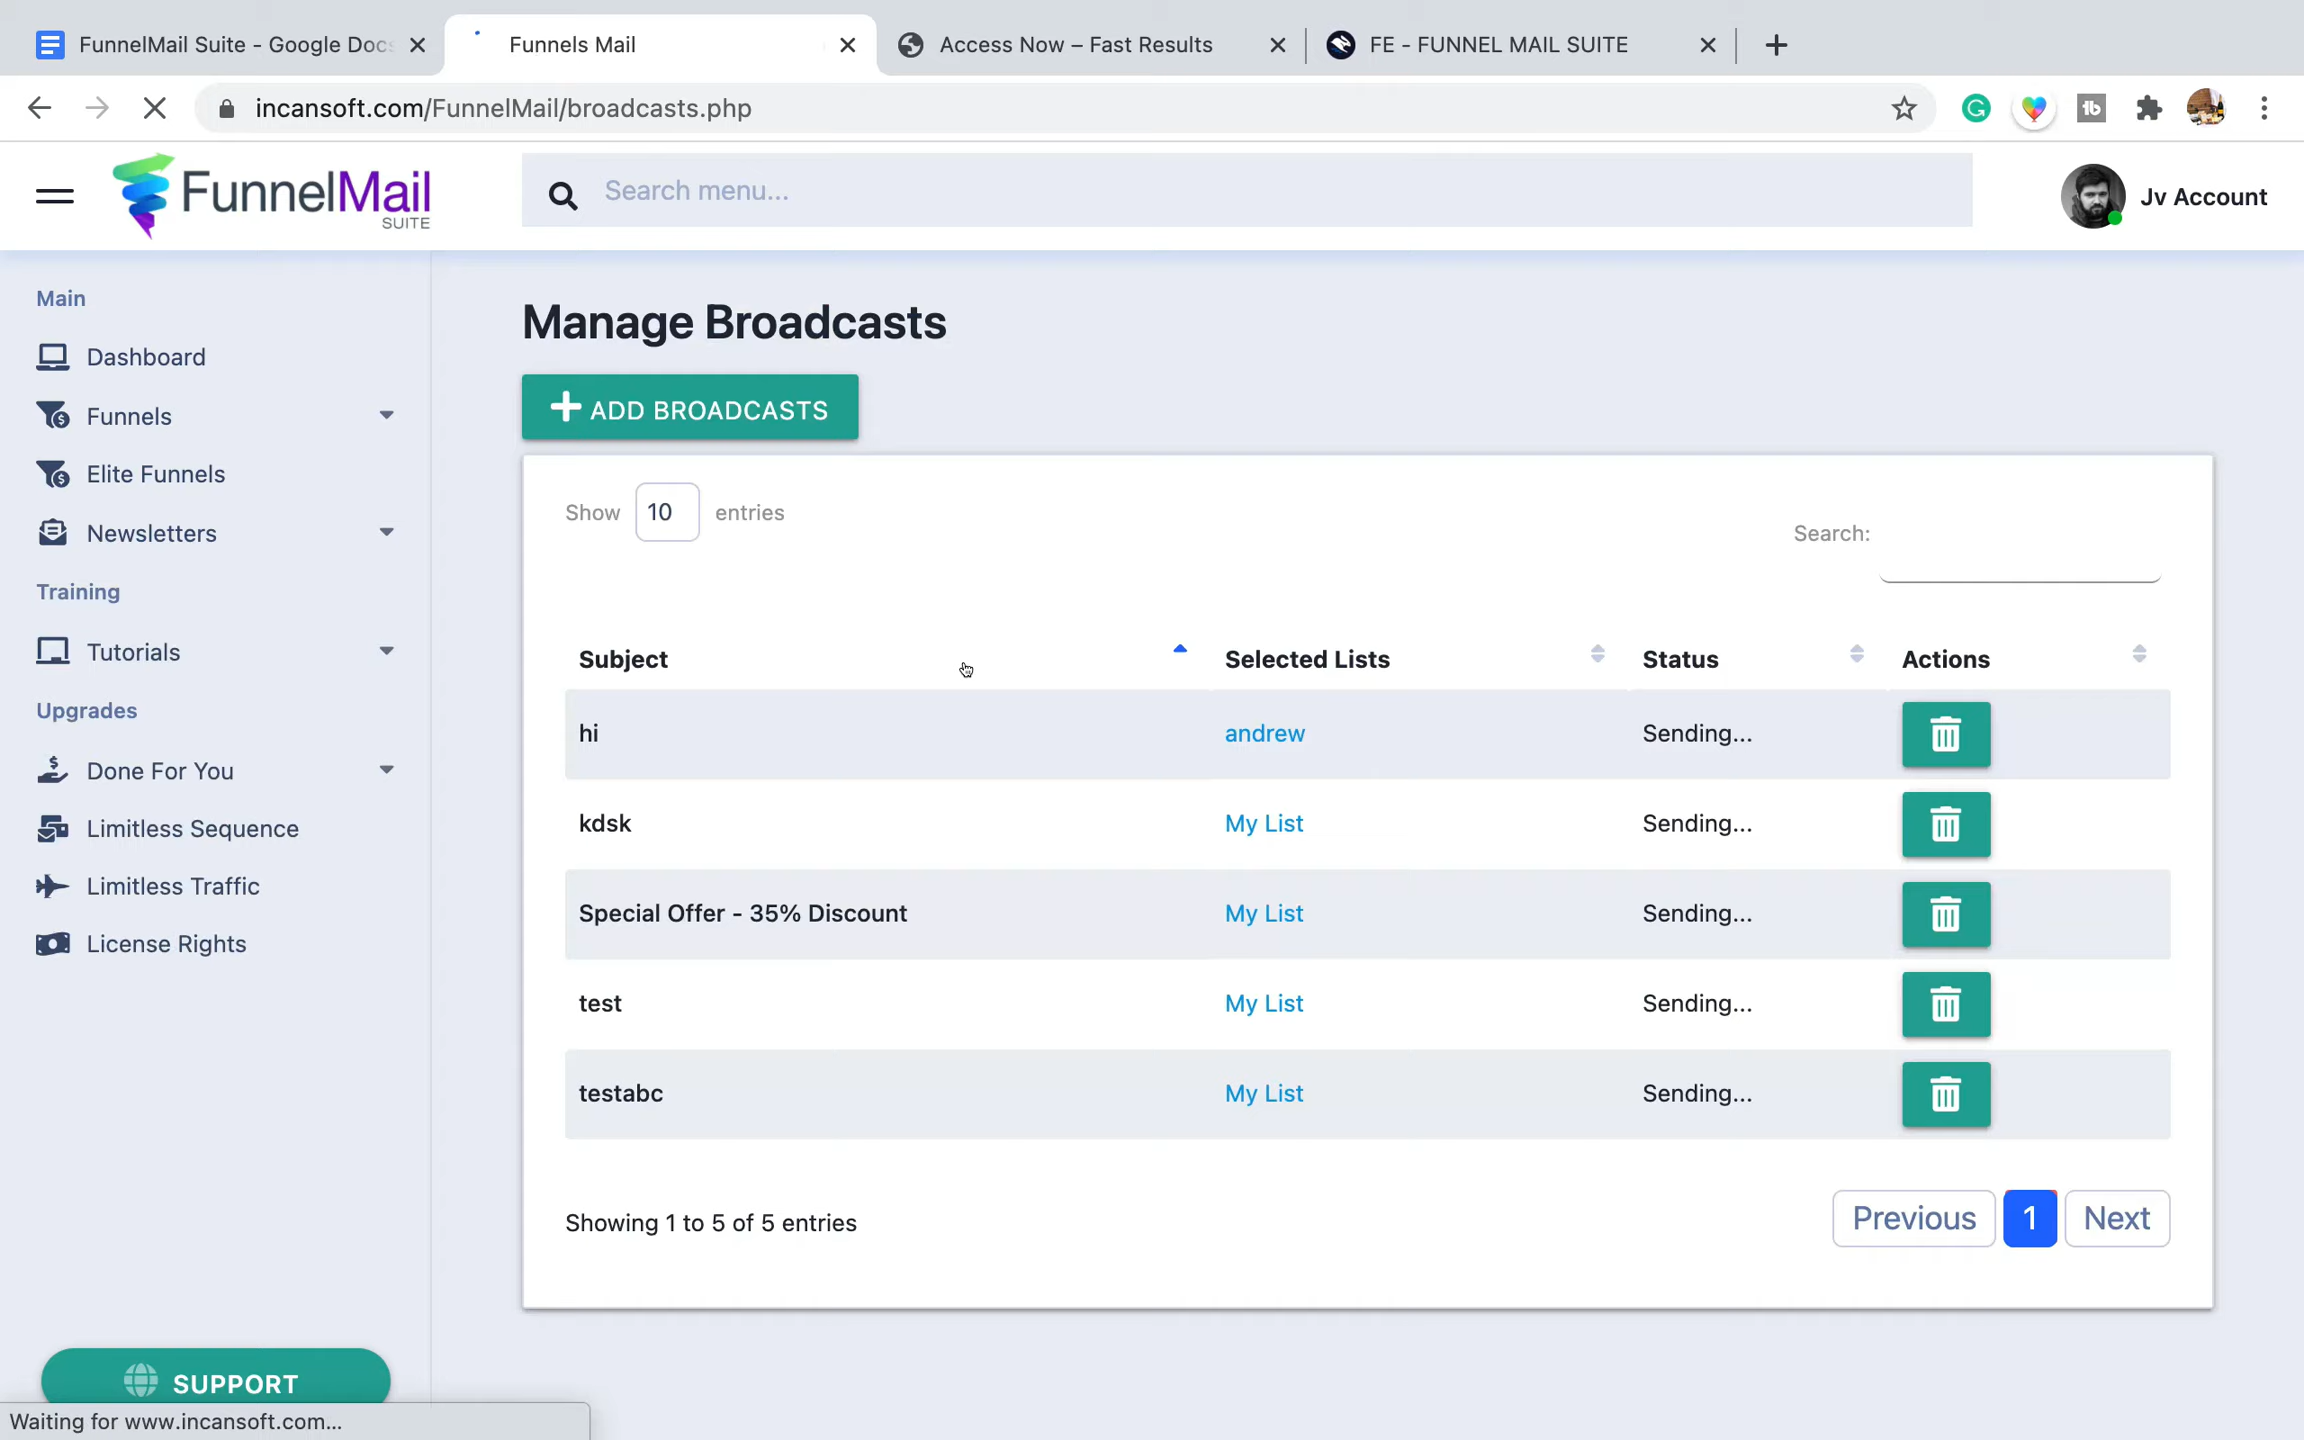 FunnelMail Suite - Google Docs
Funnels Mail
Access Now – Fast Results
FE - FUNNEL MAIL SUITE
incansoft.com/FunnelMail/broadcasts.php
FunnelMail
SUITE
Search menu...
Jv Account
Main
Dashboard
Funnels
Elite Funnels
Newsletters
Training
Tutorials
Upgrades
Done For You
Limitless Sequence
Limitless Traffic
License Rights
SUPPORT
Waiting for www.incansoft.com...
Manage Broadcasts
+ ADD BROADCASTS
Show 10 entries
Search:
Subject Selected Lists Status Actions
hi andrew Sending...
kdsk My List Sending...
Special Offer - 35% Discount My List Sending...
test My List Sending...
testabc My List Sending...
Showing 1 to 5 of 5 entries
Previous 1 Next